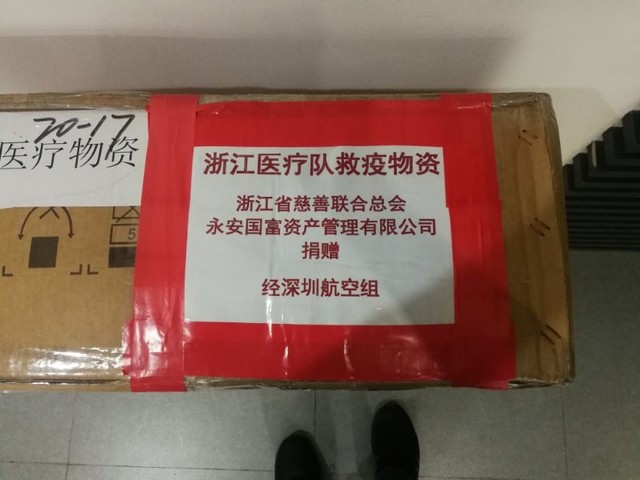 20-17
医疗物资
浙江医疗队救疫物资
浙江省慈善联合总会
永安国富资产管理有限公司
捐赠
经深圳航空组
5